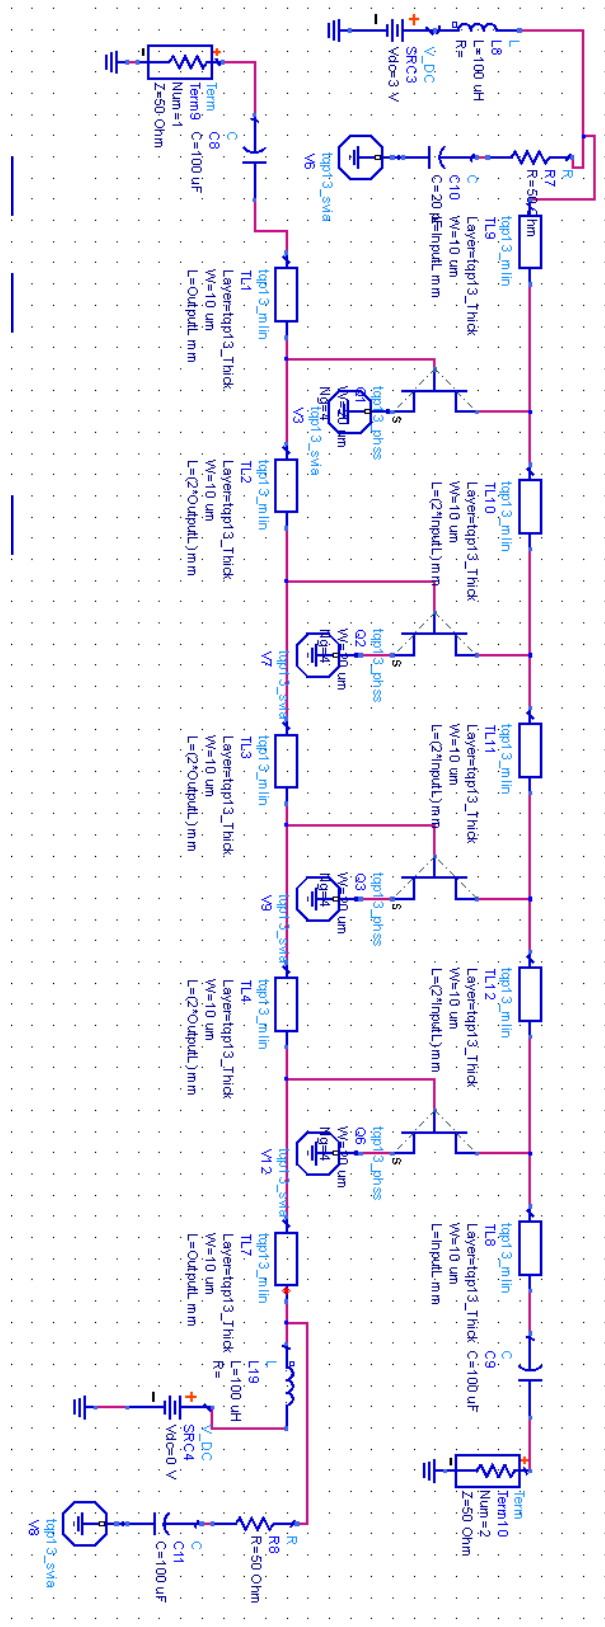 L
L8
L=100 uH
R=
V_DC
SRC3
Vdc=3 V
Term
Term9
Num=1
Z=50 Ohm
C
C8
C=100 uF
tqp13_svia
V6
C
C10
C=20 pF
R
R7
R=50 Ohm
tqp13_mlin
TL9
Layer=tqp13_Thick
W=10 um
L=InputL mm
tqp13_mlin
TL1
Layer=tqp13_Thick
W=10 um
L=OutputL mm
tqp13_phss
Q1
W=20 um
Ng=4
S
tqp13_svia
V3
tqp13_mlin
TL2
Layer=tqp13_Thick
W=10 um
L=(2*OutputL) mm
tqp13_mlin
TL10
Layer=tqp13_Thick
W=10 um
L=(2*InputL) mm
tqp13_phss
Q2
W=20 um
Ng=4
S
tqp13_svia
V7
tqp13_mlin
TL3
Layer=tqp13_Thick
W=10 um
L=(2*OutputL) mm
tqp13_mlin
TL11
Layer=tqp13_Thick
W=10 um
L=(2*InputL) mm
tqp13_phss
Q3
W=20 um
Ng=4
S
tqp13_svia
V9
tqp13_mlin
TL4
Layer=tqp13_Thick
W=10 um
L=(2*OutputL) mm
tqp13_mlin
TL12
Layer=tqp13_Thick
W=10 um
L=(2*InputL) mm
tqp13_phss
Q6
W=20 um
Ng=4
S
tqp13_svia
V12
tqp13_mlin
TL7
Layer=tqp13_Thick
W=10 um
L=OutputL mm
tqp13_mlin
TL8
Layer=tqp13_Thick
W=10 um
L=InputL mm
C
C9
C=100 uF
L
L19
L=100 uH
R=
V_DC
SRC4
Vdc=0 V
Term
Term10
Num=2
Z=50 Ohm
R
R8
R=50 Ohm
C
C11
C=100 uF
tqp13_svia
V8